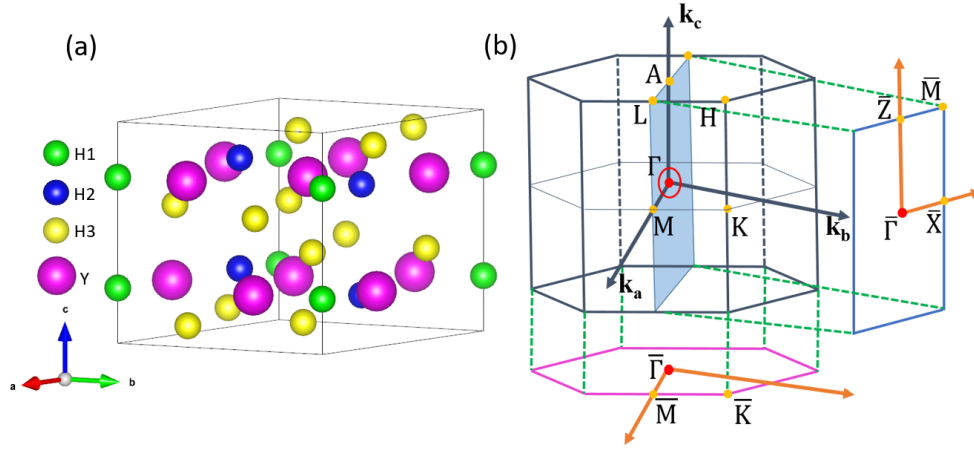 (a)
H1
H2
H3
Y
c
a
b
(b)
k_c
A
L
H
Γ
M
K
k_b
k_a
M̅
Z̅
Γ̅
X̅
Γ̅
M̅
K̅